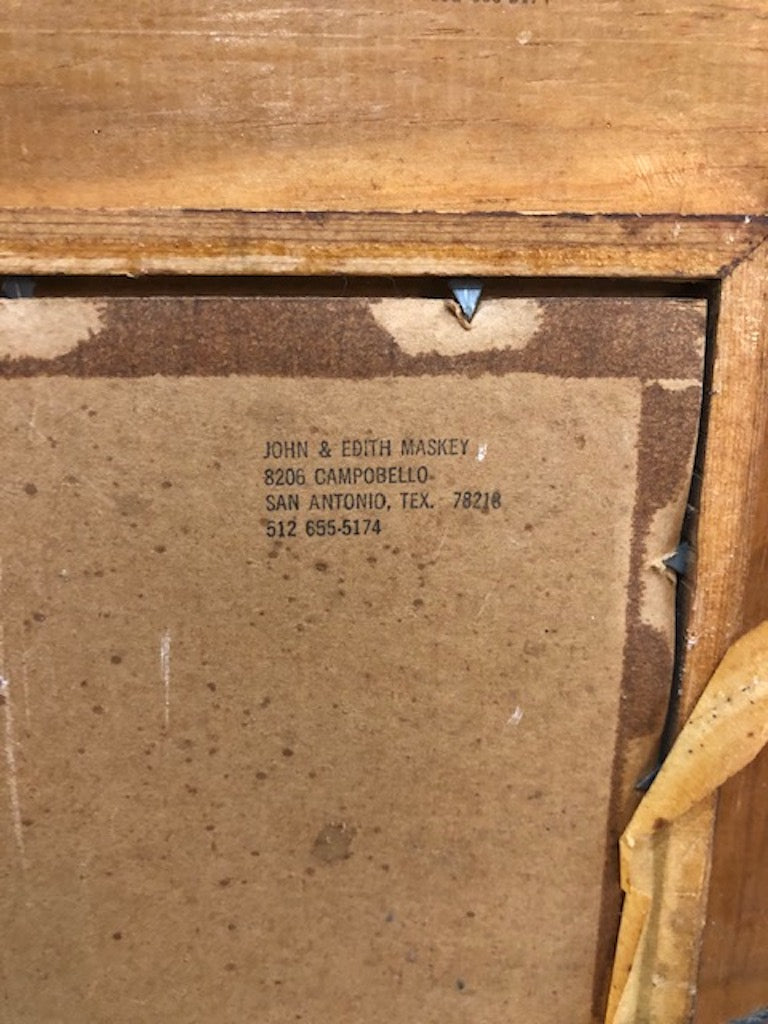 JOHN & EDITH MASKEY
8206 CAMPOBELLO
SAN ANTONIO, TEX. 78218
512 655-5174